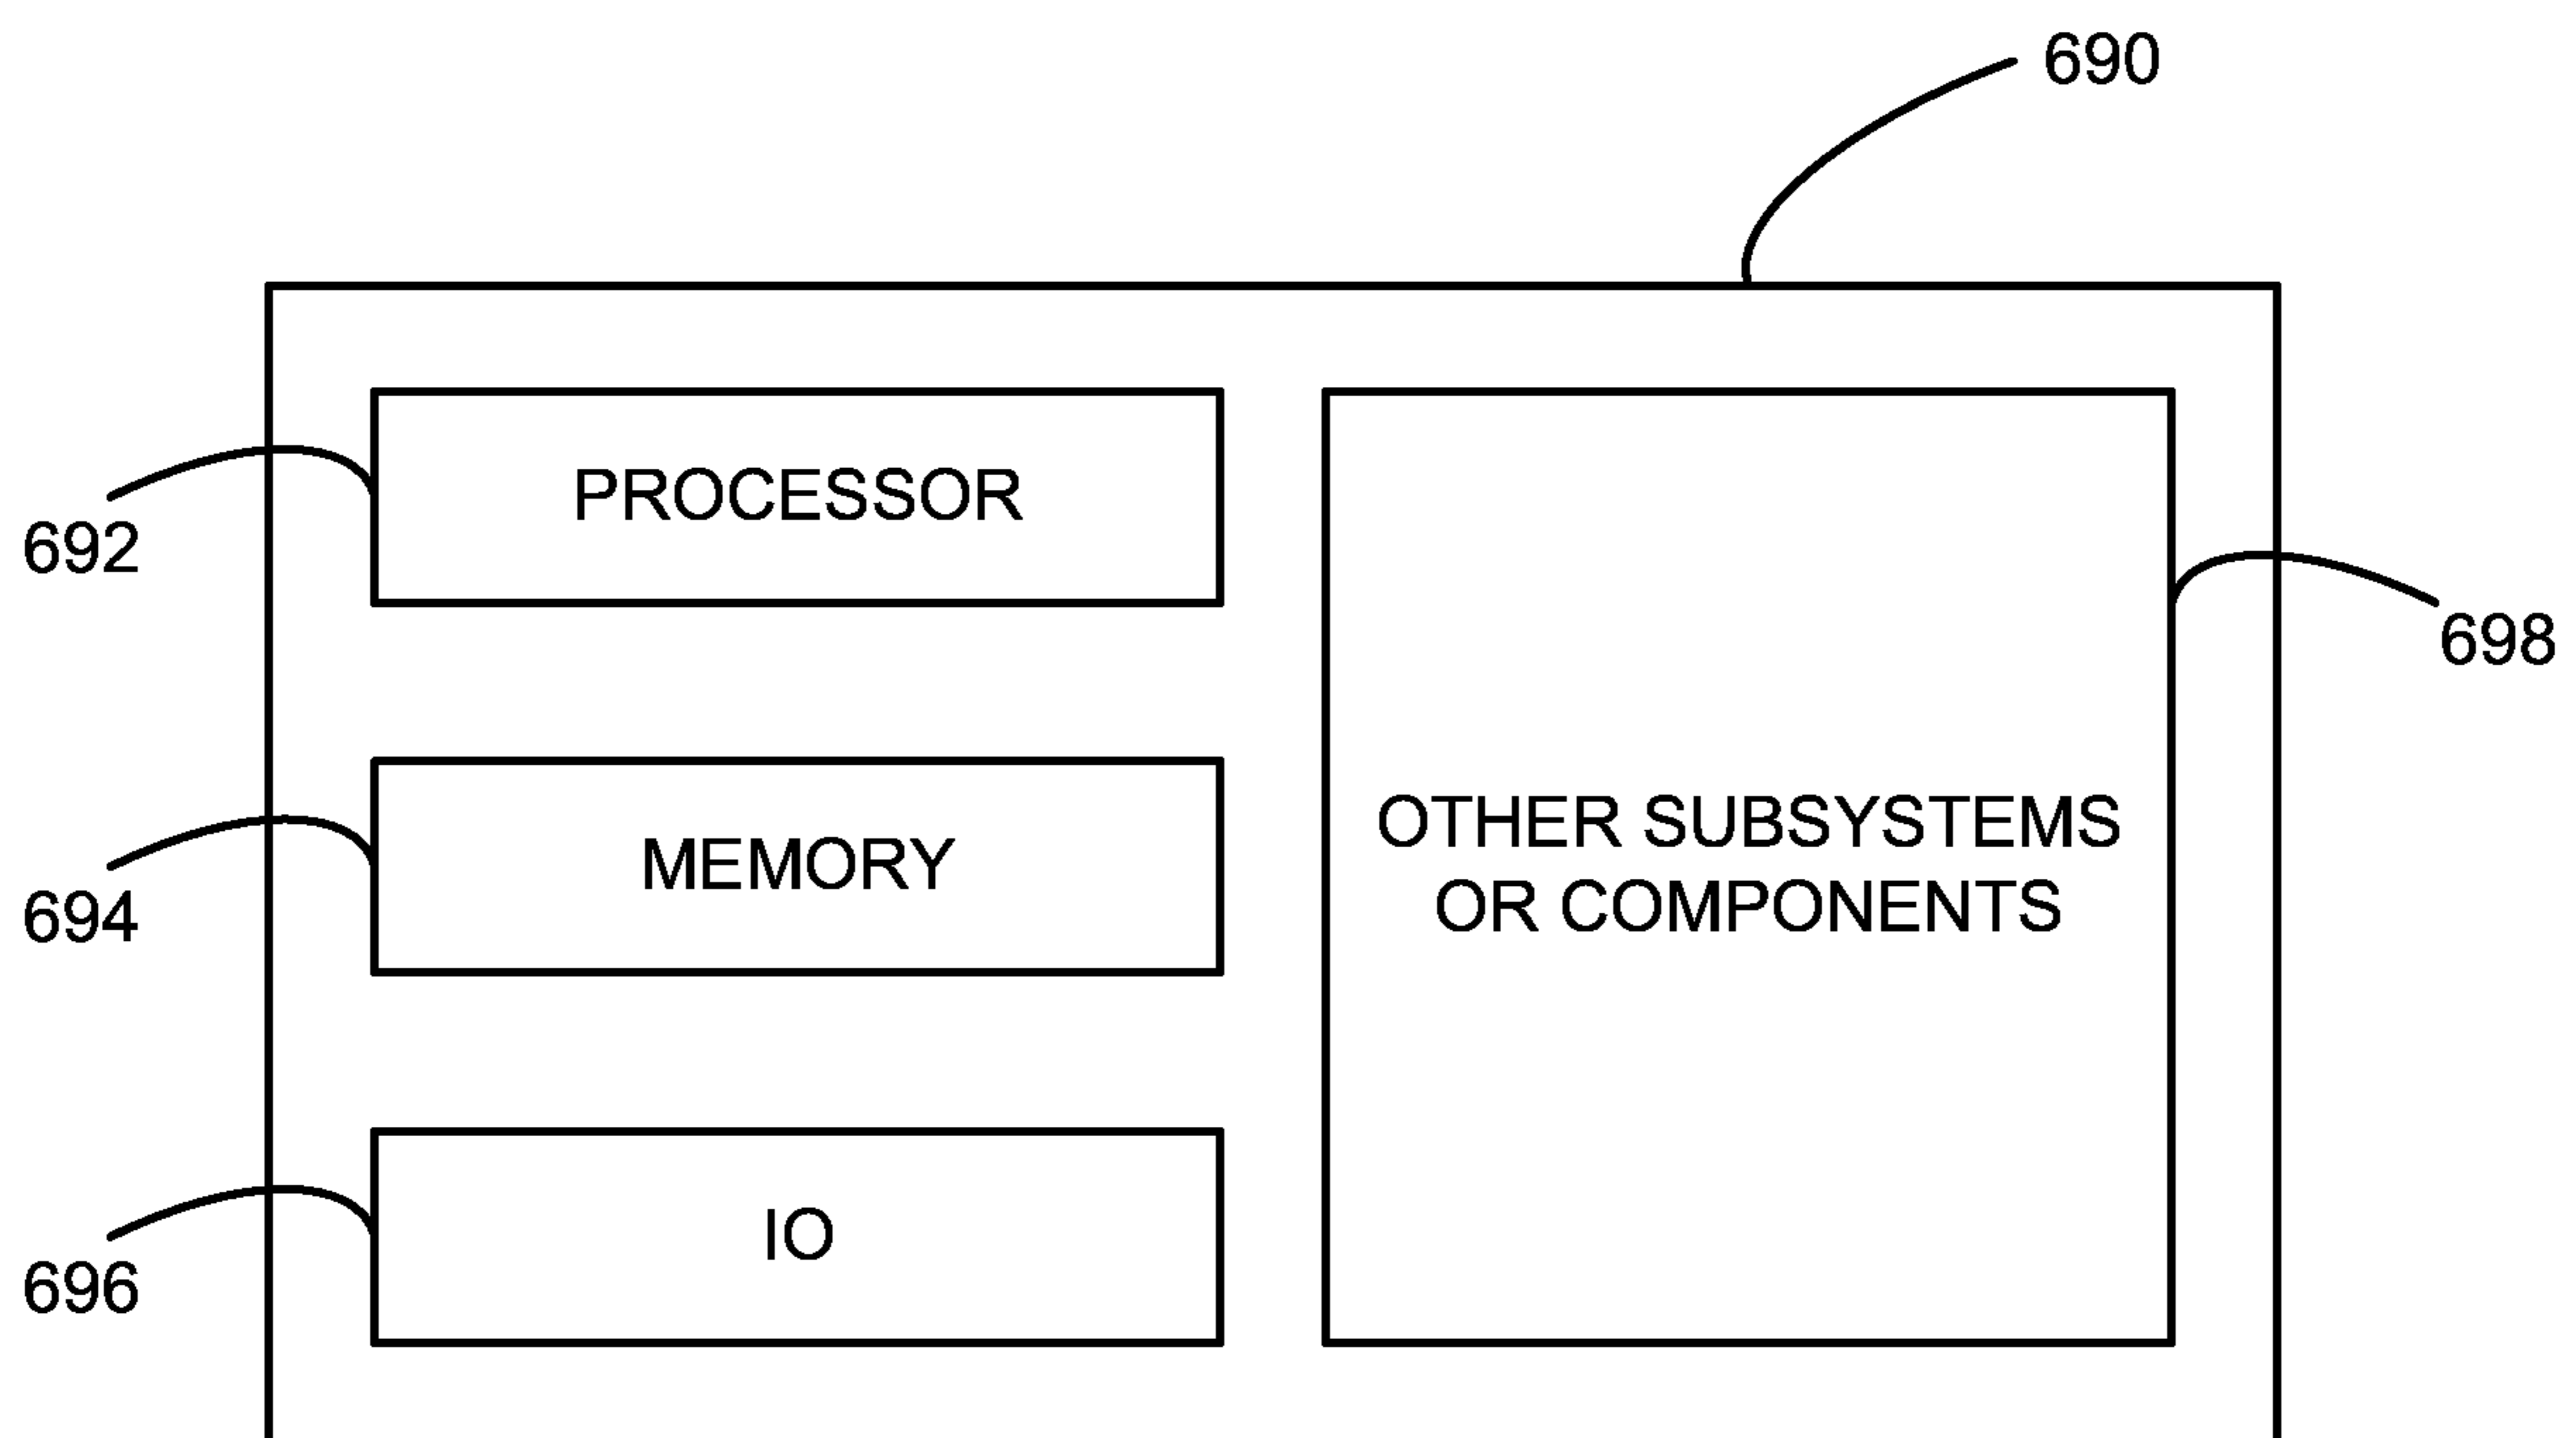 690
PROCESSOR
692
698
OTHER SUBSYSTEMS
OR COMPONENTS
MEMORY
694
IO
696